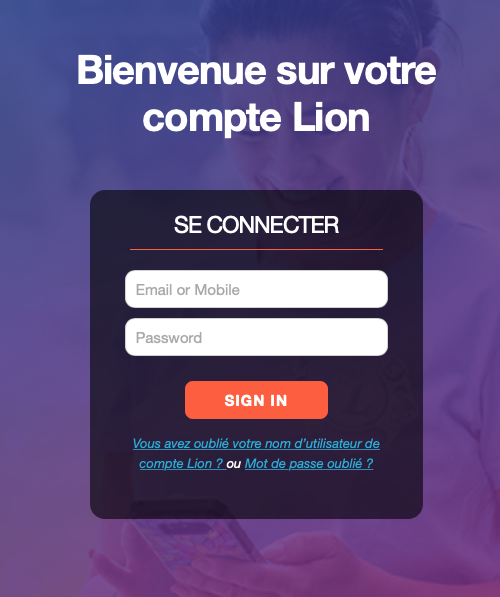 Bienvenue sur votre
compte Lion
SE CONNECTER
Email or Mobile
Password
SIGN IN
Vous avez oublié votre nom d'utilisateur de
compte Lion ? ou Mot de passe oublié ?